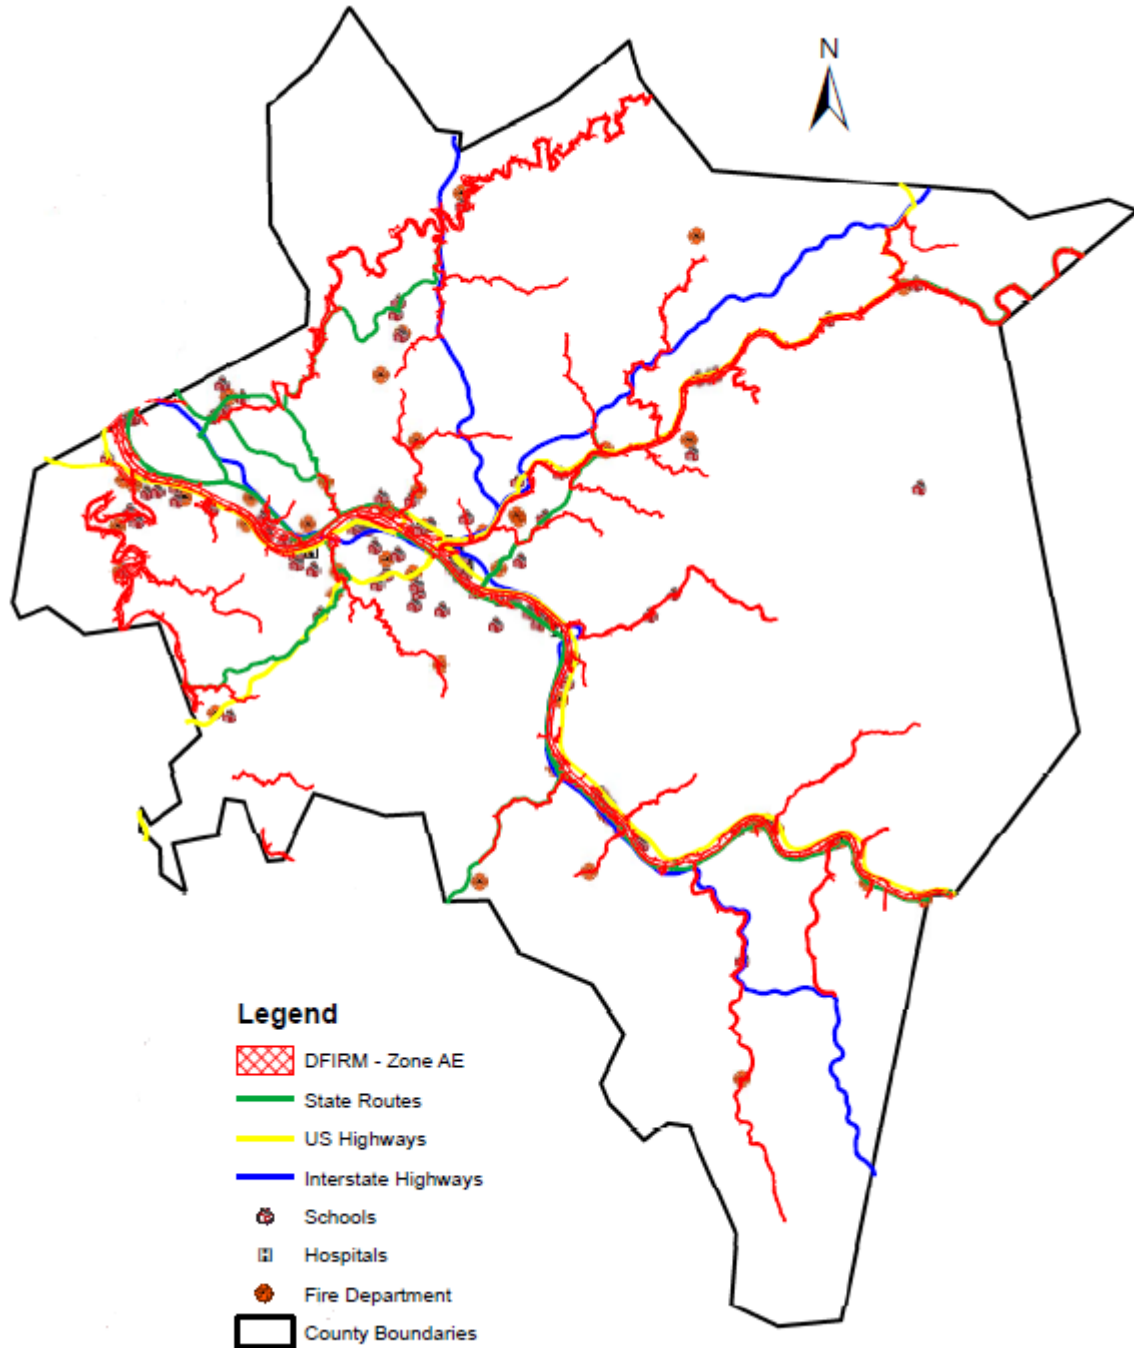 N
Legend
DFIRM - Zone AE
State Routes
US Highways
Interstate Highways
Schools
H Hospitals
Fire Department
County Boundaries